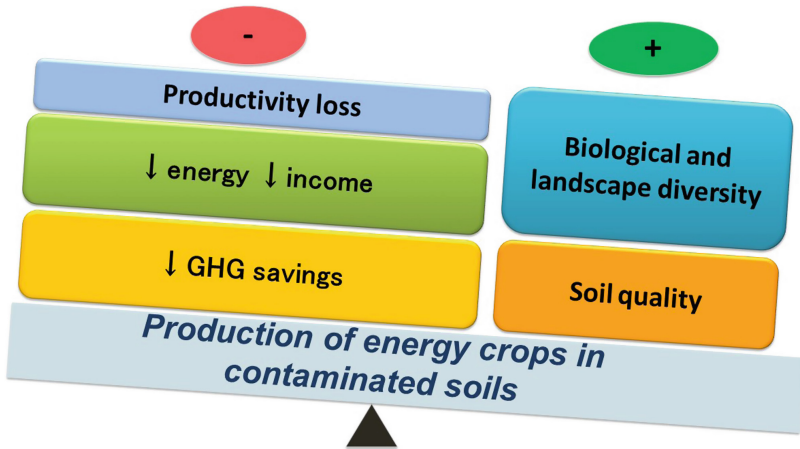 -
+
Productivity loss
↓ energy ↓ income
↓ GHG savings
Biological and
landscape diversity
Soil quality
Production of energy crops in
contaminated soils